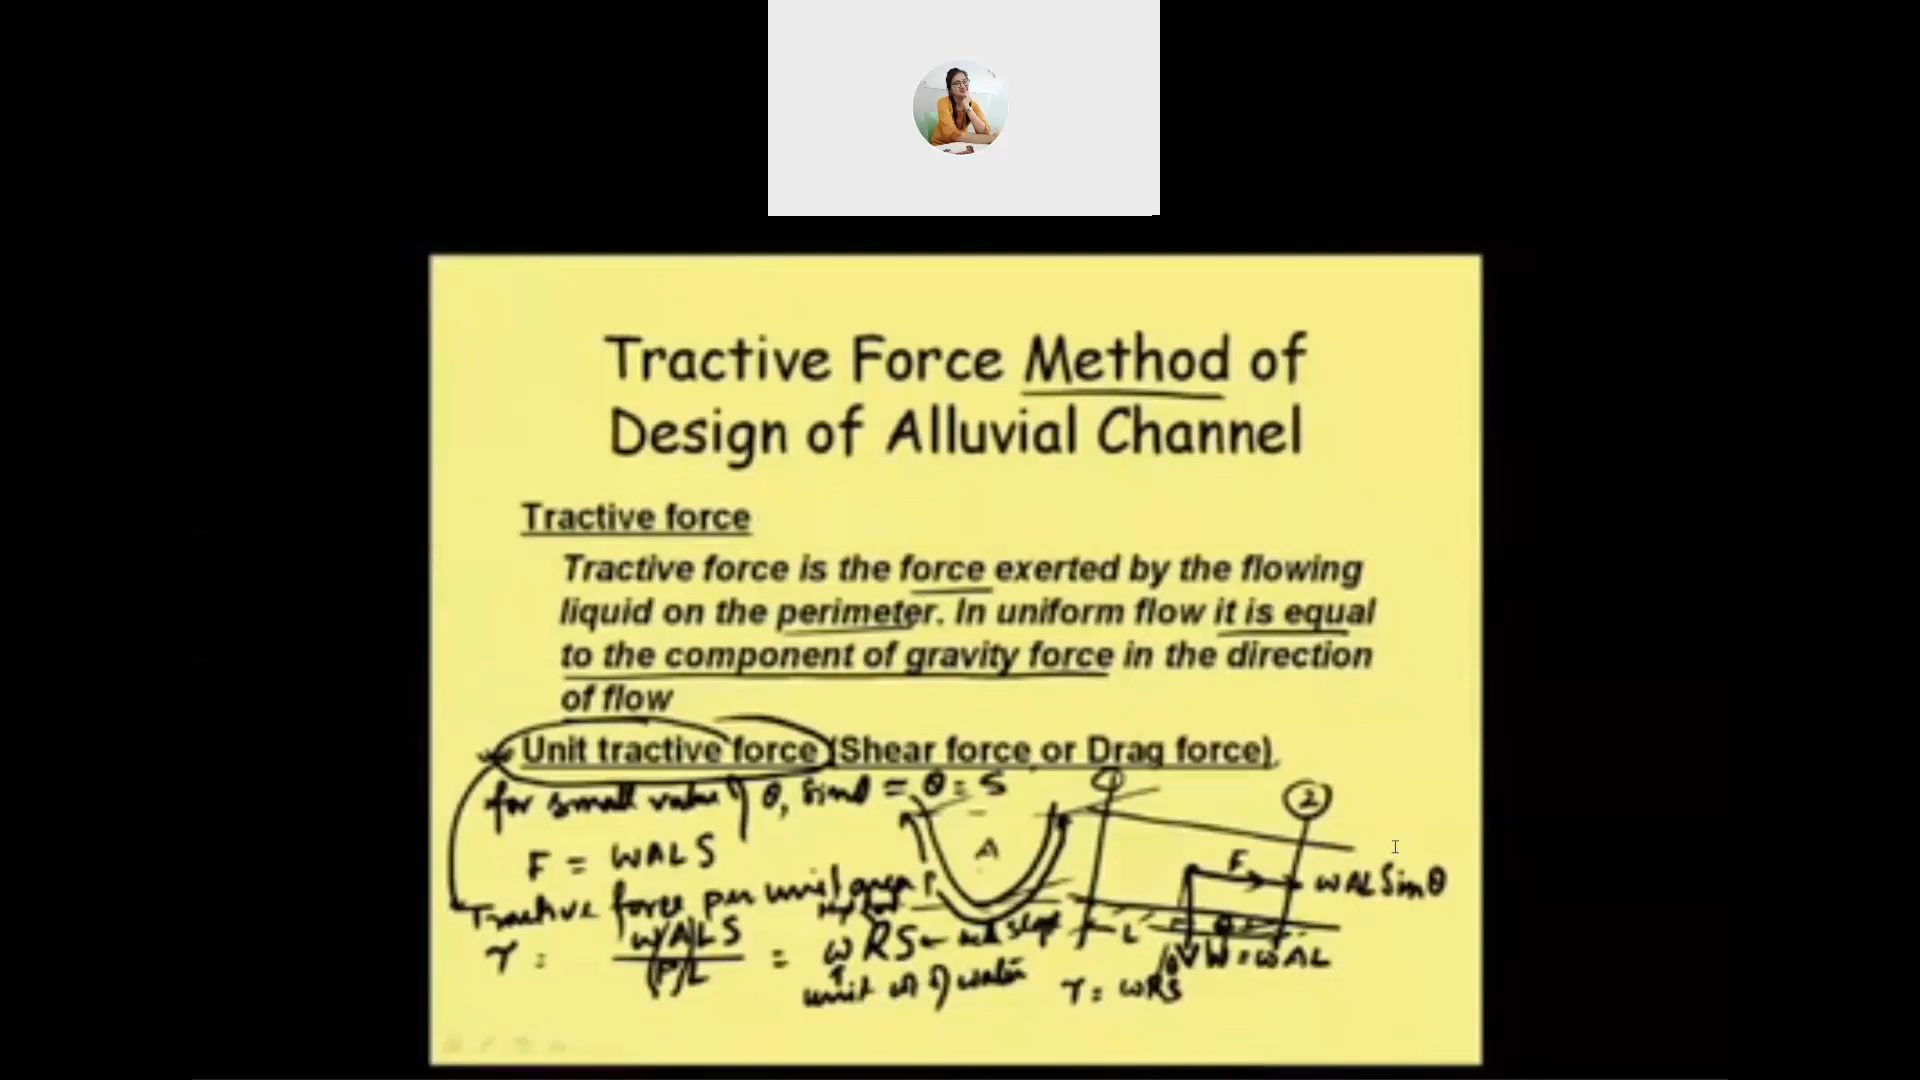 Tractive Force Method of
Design of Alluvial Channel
Tractive force
Tractive force is the force exerted by the flowing
liquid on the perimeter. In uniform flow it is equal
to the component of gravity force in the direction
of flow
Unit tractive force (Shear force or Drag force).
for small value of θ, sinθ = θ = S
1
2
F = WALS
A
F
wALSinθ
Tractive force per unit area
P
τ = wALS / (P)L = wRS ← bed slope
L
θ
W = wAL
unit wt of water
τ = wRS